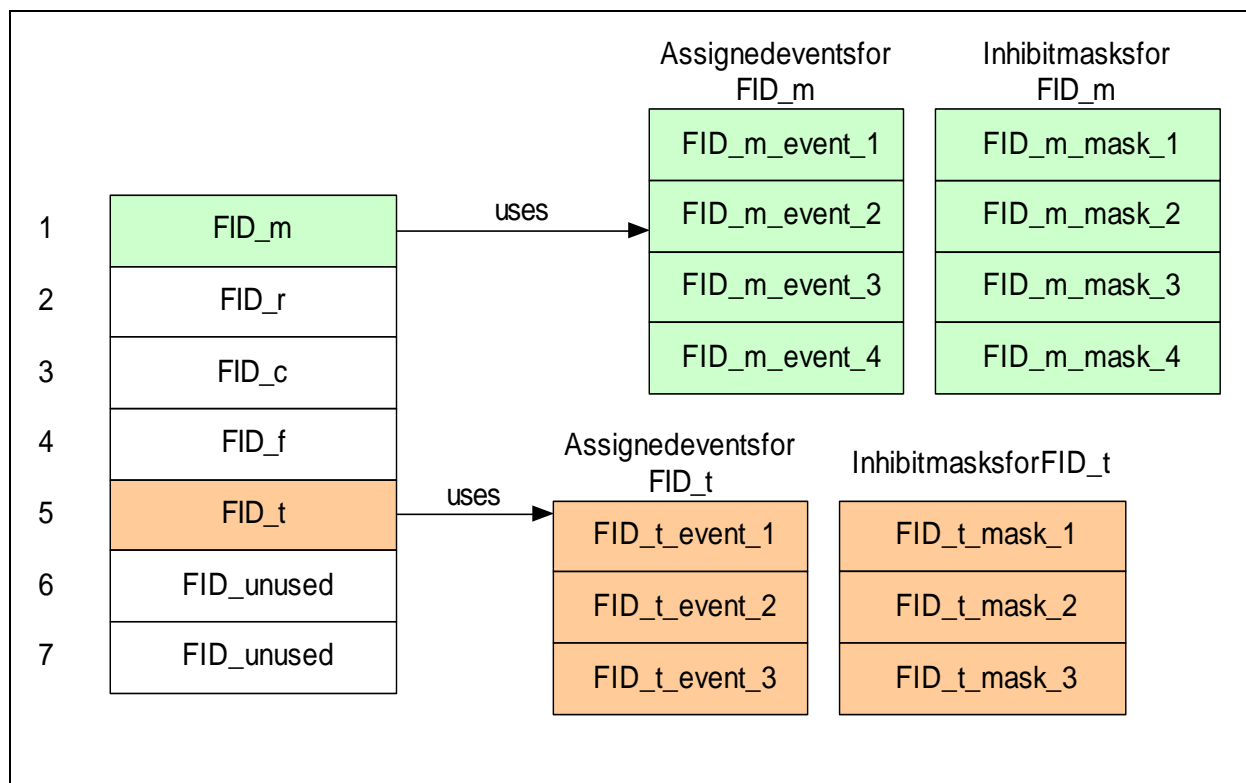 Assignedeventsfor
FID_m
Inhibitmasksfor
FID_m
FID_m_event_1
FID_m_mask_1
FID_m_event_2
FID_m_mask_2
FID_m_event_3
FID_m_mask_3
FID_m_event_4
FID_m_mask_4
1
FID_m
uses
2
FID_r
3
FID_c
4
FID_f
5
FID_t
uses
6
FID_unused
7
FID_unused
Assignedeventsfor
FID_t
InhibitmasksforFID_t
FID_t_event_1
FID_t_mask_1
FID_t_event_2
FID_t_mask_2
FID_t_event_3
FID_t_mask_3